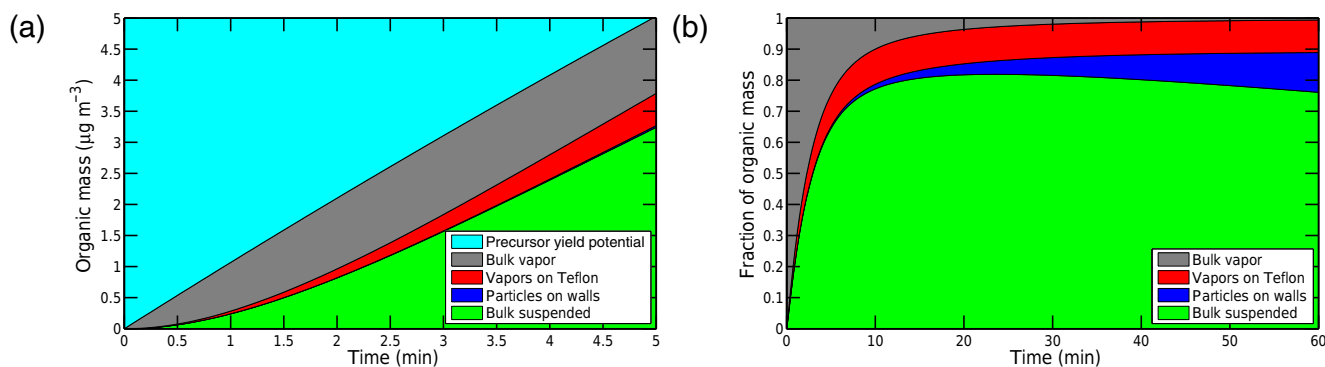 (a)
Organic mass (μg m⁻³)
5
4.5
4
3.5
3
2.5
2
1.5
1
0.5
0
0 0.5 1 1.5 2 2.5 3 3.5 4 4.5 5
Time (min)
Precursor yield potential
Bulk vapor
Vapors on Teflon
Particles on walls
Bulk suspended
(b)
Fraction of organic mass
1
0.9
0.8
0.7
0.6
0.5
0.4
0.3
0.2
0.1
0
0 10 20 30 40 50 60
Time (min)
Bulk vapor
Vapors on Teflon
Particles on walls
Bulk suspended